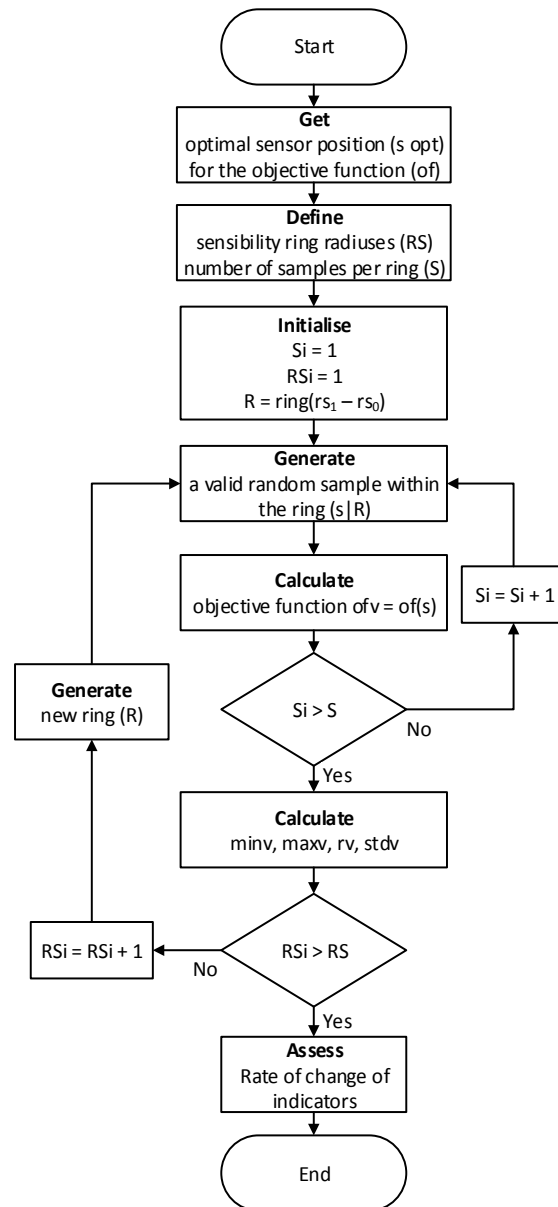 Start
Get
optimal sensor position (s opt)
for the objective function (of)
Define
sensibility ring radiuses (RS)
number of samples per ring (S)
Initialise
Si = 1
RSi = 1
R = ring(rs₁ – rs₀)
Generate
a valid random sample within
the ring (s|R)
Calculate
objective function ofv = of(s)
Si = Si + 1
Si > S
No
Yes
Generate
new ring (R)
Calculate
minv, maxv, rv, stdv
RSi > RS
No
RSi = RSi + 1
Yes
Assess
Rate of change of
indicators
End